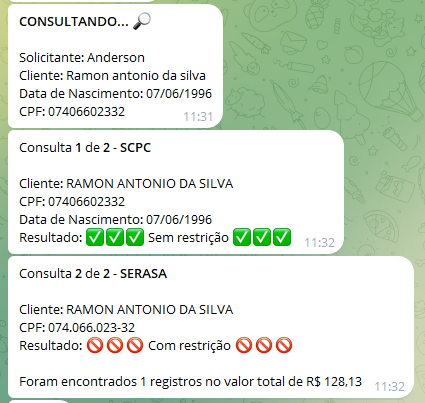 CONSULTANDO... 🔎
Solicitante: Anderson
Cliente: Ramon antonio da silva
Data de Nascimento: 07/06/1996
CPF: 07406602332
11:31
Consulta 1 de 2 - SCPC
Cliente: RAMON ANTONIO DA SILVA
CPF: 07406602332
Data de Nascimento: 07/06/1996
Resultado: ✅✅✅ Sem restrição ✅✅✅
11:32
Consulta 2 de 2 - SERASA
Cliente: RAMON ANTONIO DA SILVA
CPF: 074.066.023-32
Resultado: 🚫🚫🚫 Com restrição 🚫🚫🚫
Foram encontrados 1 registros no valor total de R$ 128,13
11:32